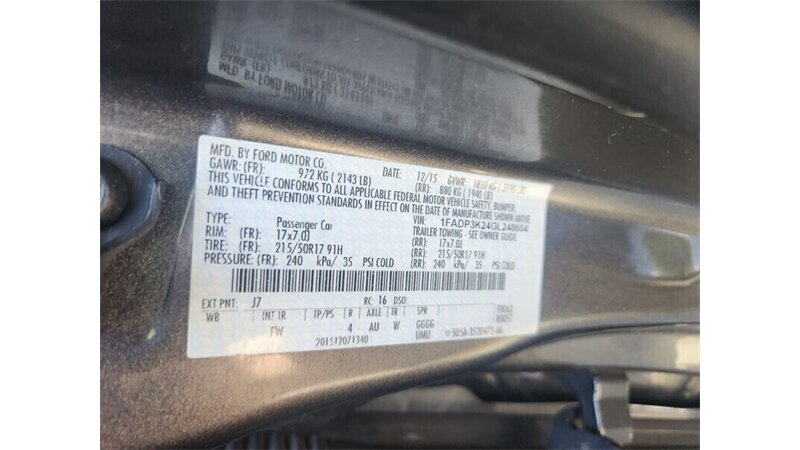 MFD. BY FORD MOTOR CO. DATE: 12/15 GVWR: 1810 KG
GAWR: (FR): 972 KG (2143 LB) (RR): 880 KG (1940 LB)
THIS VEHICLE CONFORMS TO ALL APPLICABLE FEDERAL MOTOR VEHICLE SAFETY, BUMPER,
AND THEFT PREVENTION STANDARDS IN EFFECT ON THE DATE OF MANUFACTURE SHOWN ABOVE.
VIN: 1FADP3K24GL248604
TYPE: Passenger Car TRAILER TOWING - SEE OWNER GUIDE
RIM: (FR): 17x7.0J (RR): 17x7.0J
TIRE: (FR): 215/50R17 91H (RR): 215/50R17 91H
PRESSURE: (FR): 240 kPa/ 35 PSI COLD (RR): 240 kPa/ 35 PSI COLD
EXT PNT: J7 RC: 16 DSO: F0062
WB INT TR TP/PS R AXLE TR SPR R0057
FW 4 AU W GGGG
UMU
201512071340